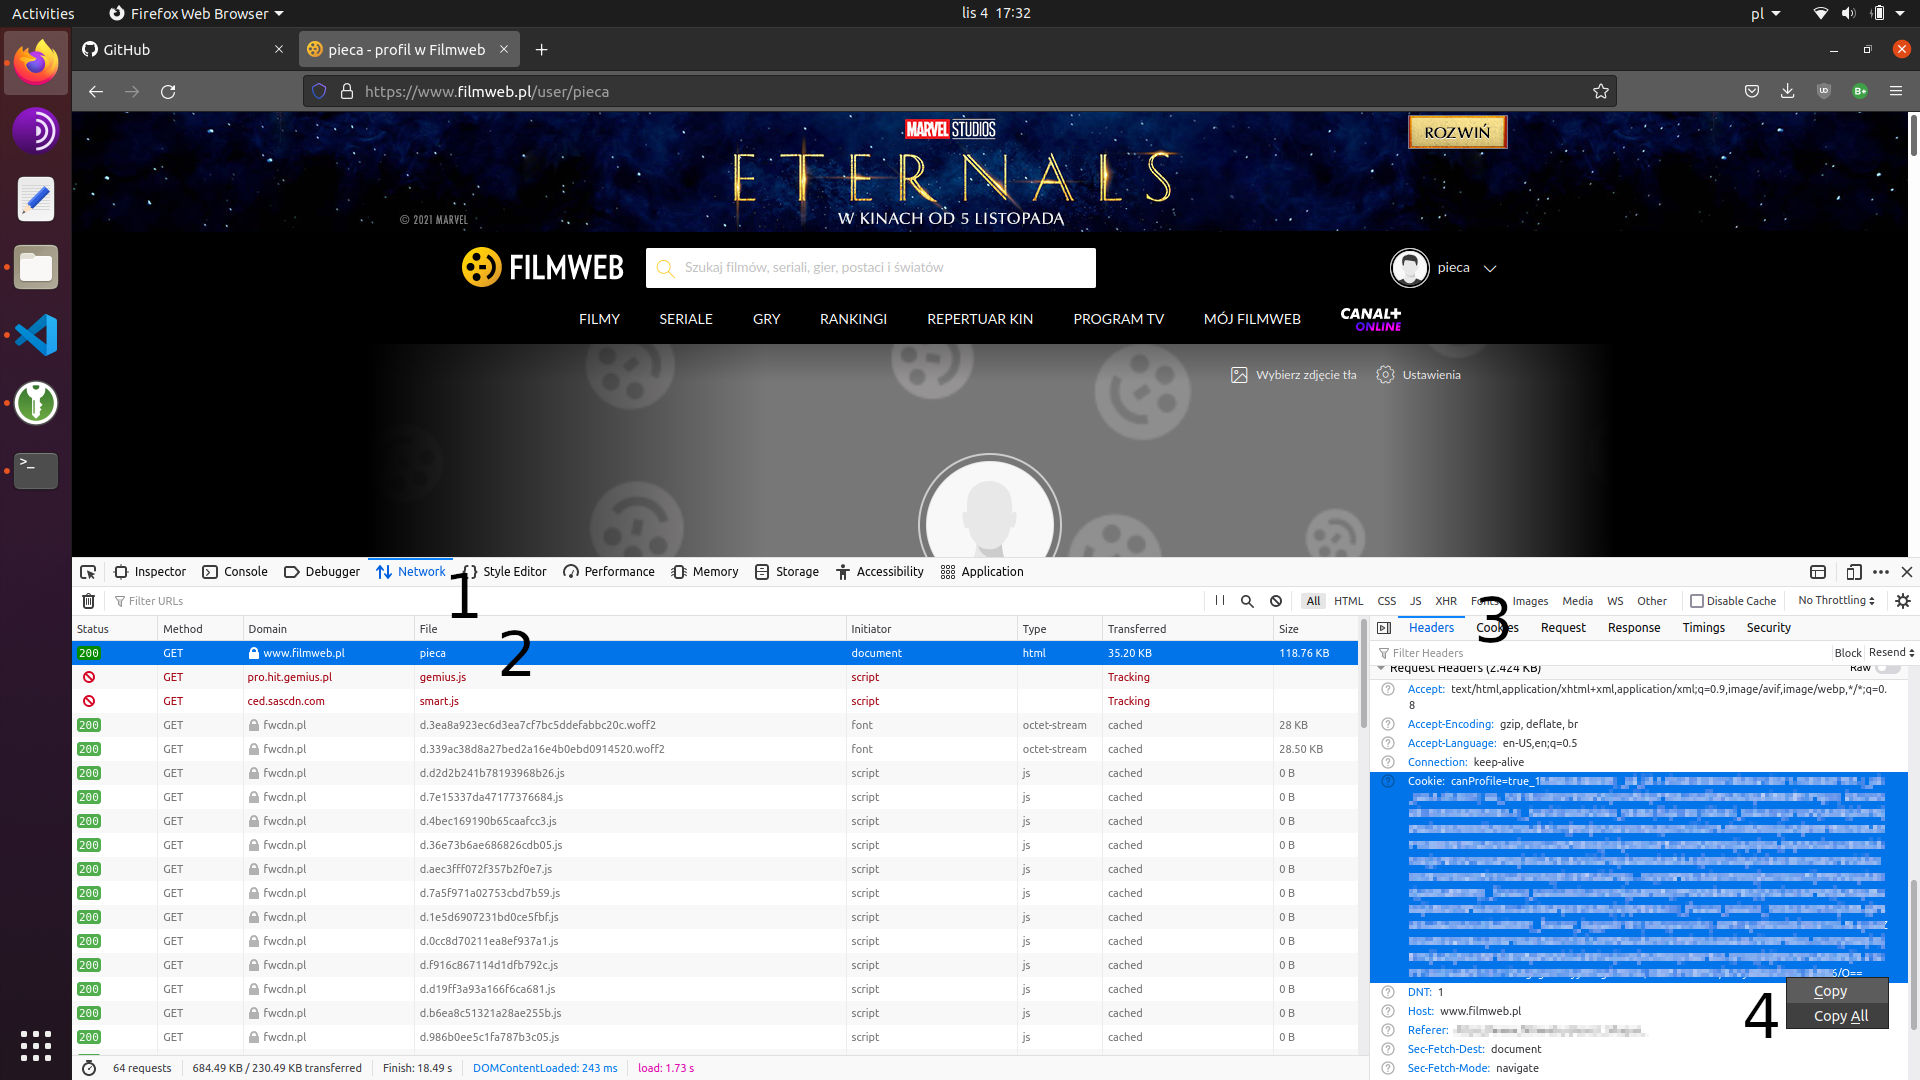 Activities
Firefox Web Browser
lis 4 17:32
pl
GitHub
pieca - profil w Filmweb
https://www.filmweb.pl/user/pieca
MARVEL STUDIOS
ETERNALS
W KINACH OD 5 LISTOPADA
© 2021 MARVEL
ROZWIŃ
FILMWEB
Szukaj filmów, seriali, gier, postaci i światów
pieca
FILMY SERIALE GRY RANKINGI REPERTUAR KIN PROGRAM TV MÓJ FILMWEB CANAL+ ONLINE
Wybierz zdjęcie tła Ustawienia
Inspector Console Debugger Network Style Editor Performance Memory Storage Accessibility Application
1
Filter URLs
All HTML CSS JS XHR Images Media WS Other Disable Cache No Throttling
Status Method Domain File Initiator Type Transferred Size
2
200 GET www.filmweb.pl pieca document html 35.20 KB 118.76 KB
GET pro.hit.gemius.pl gemius.js script Tracking
GET ced.sascdn.com smart.js script Tracking
200 GET fwcdn.pl d.3ea8a923ec6d3ea7cf7bc5ddefabbc20c.woff2 font octet-stream cached 28 KB
200 GET fwcdn.pl d.339ac38d8a27bed2a16e4b0ebd0914520.woff2 font octet-stream cached 28.50 KB
200 GET fwcdn.pl d.d2d2b241b78193968b26.js script js cached 0 B
200 GET fwcdn.pl d.7e15337da47177376684.js script js cached 0 B
200 GET fwcdn.pl d.4bec169190b65caafcc3.js script js cached 0 B
200 GET fwcdn.pl d.36e73b6ae686826cdb05.js script js cached 0 B
200 GET fwcdn.pl d.aec3fff072f357b2f0e7.js script js cached 0 B
200 GET fwcdn.pl d.7a5f971a02753cbd7b59.js script js cached 0 B
200 GET fwcdn.pl d.1e5d6907231bd0ce5fbf.js script js cached 0 B
200 GET fwcdn.pl d.0cc8d70211ea8ef937a1.js script js cached 0 B
200 GET fwcdn.pl d.f916c867114d1dfb792c.js script js cached 0 B
200 GET fwcdn.pl d.d19ff3a93a166f6ca681.js script js cached 0 B
200 GET fwcdn.pl d.b6ea8c51321a28ae255b.js script js cached 0 B
200 GET fwcdn.pl d.986b0ee5c1fa787b3c05.js script js cached 0 B
64 requests 684.49 KB / 230.49 KB transferred Finish: 18.49 s DOMContentLoaded: 243 ms load: 1.73 s
3
Headers Cookies Request Response Timings Security
Filter Headers Block Resend
Request Headers (2.424 KB) Raw
Accept: text/html,application/xhtml+xml,application/xml;q=0.9,image/avif,image/webp,*/*;q=0.
8
Accept-Encoding: gzip, deflate, br
Accept-Language: en-US,en;q=0.5
Connection: keep-alive
Cookie: canProfile=true_1
6/O==
DNT: 1
Host: www.filmweb.pl
Referer:
Sec-Fetch-Dest: document
Sec-Fetch-Mode: navigate
4
Copy
Copy All